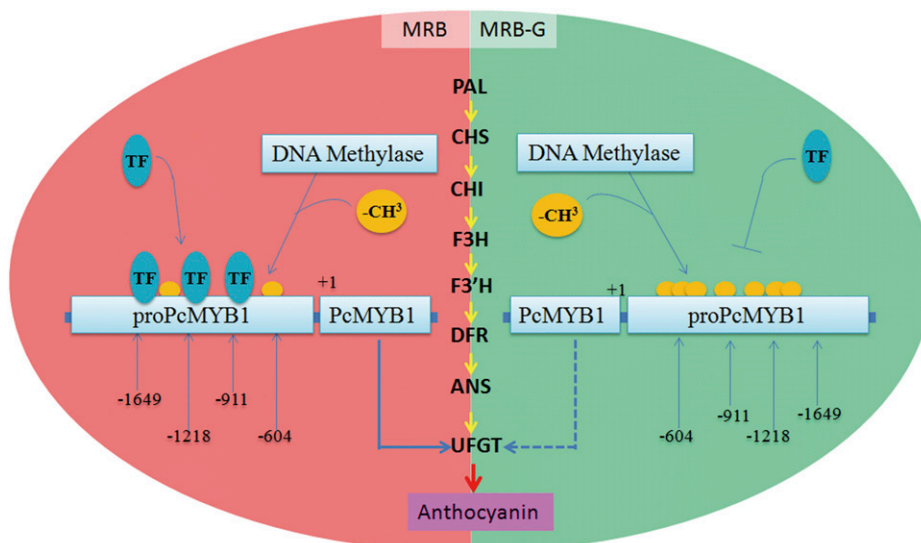 MRB
MRB-G
PAL
CHS
CHI
F3H
F3'H
DFR
ANS
UFGT
Anthocyanin
TF
DNA Methylase
-CH³
TF
TF
TF
+1
proPcMYB1
PcMYB1
-1649
-1218
-911
-604
DNA Methylase
TF
-CH³
+1
PcMYB1
proPcMYB1
-604
-911
-1218
-1649